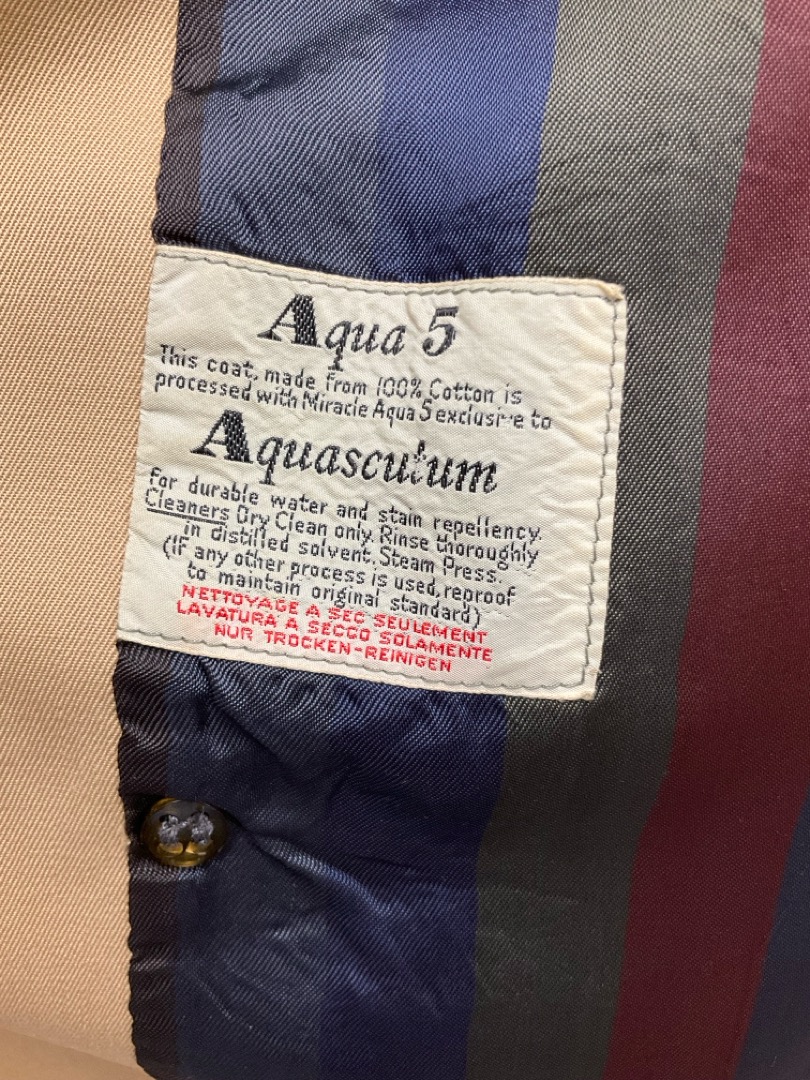 Aqua 5
This coat, made from 100% Cotton is
processed with Miracle Aqua 5 exclusive to
Aquascutum
for durable water and stain repellency.
Cleaners Dry Clean only. Rinse thoroughly
in distilled solvent. Steam Press.
(If any other process is used, reproof
to maintain original standard)
NETTOYAGE A SEC SEULEMENT
LAVATURA A SECCO SOLAMENTE
NUR TROCKEN-REINIGEN